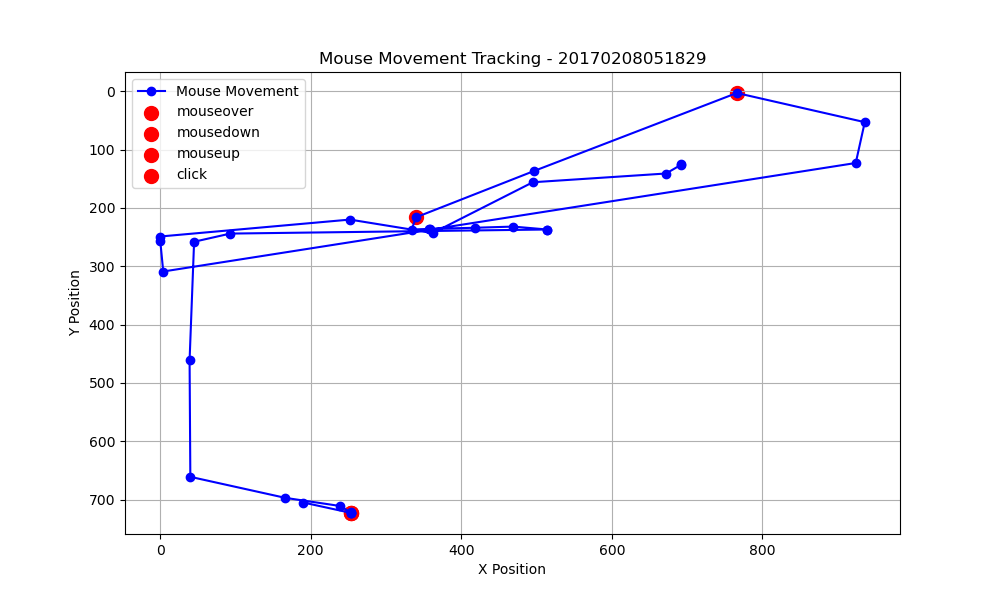 Mouse Movement Tracking - 20170208051829
Mouse Movement
mouseover
mousedown
mouseup
click
0
100
200
300
400
500
600
700
Y Position
0 200 400 600 800
X Position